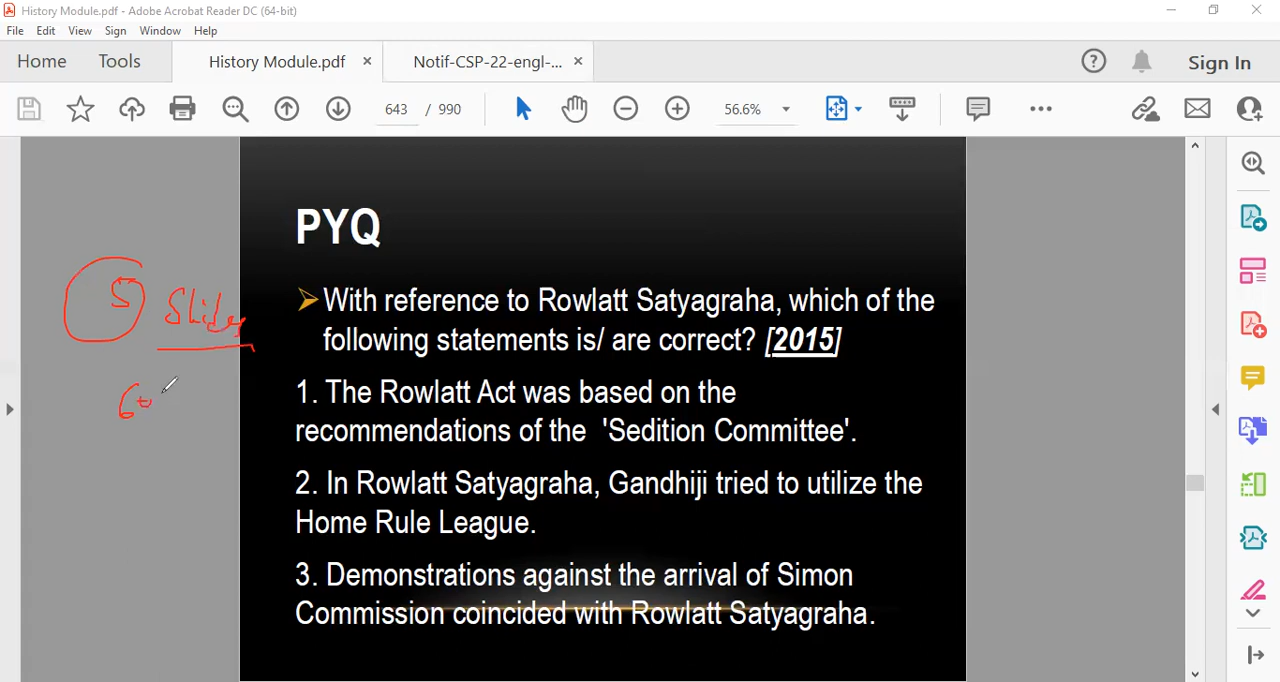 History Module.pdf - Adobe Acrobat Reader DC (64-bit)
File Edit View Sign Window Help
Home Tools History Module.pdf × Notif-CSP-22-engl-... × Sign In
643 / 990 56.6%
PYQ
With reference to Rowlatt Satyagraha, which of the
following statements is/ are correct? [2015]
1. The Rowlatt Act was based on the
recommendations of the 'Sedition Committee'.
2. In Rowlatt Satyagraha, Gandhiji tried to utilize the
Home Rule League.
3. Demonstrations against the arrival of Simon
Commission coincided with Rowlatt Satyagraha.
5 Slides